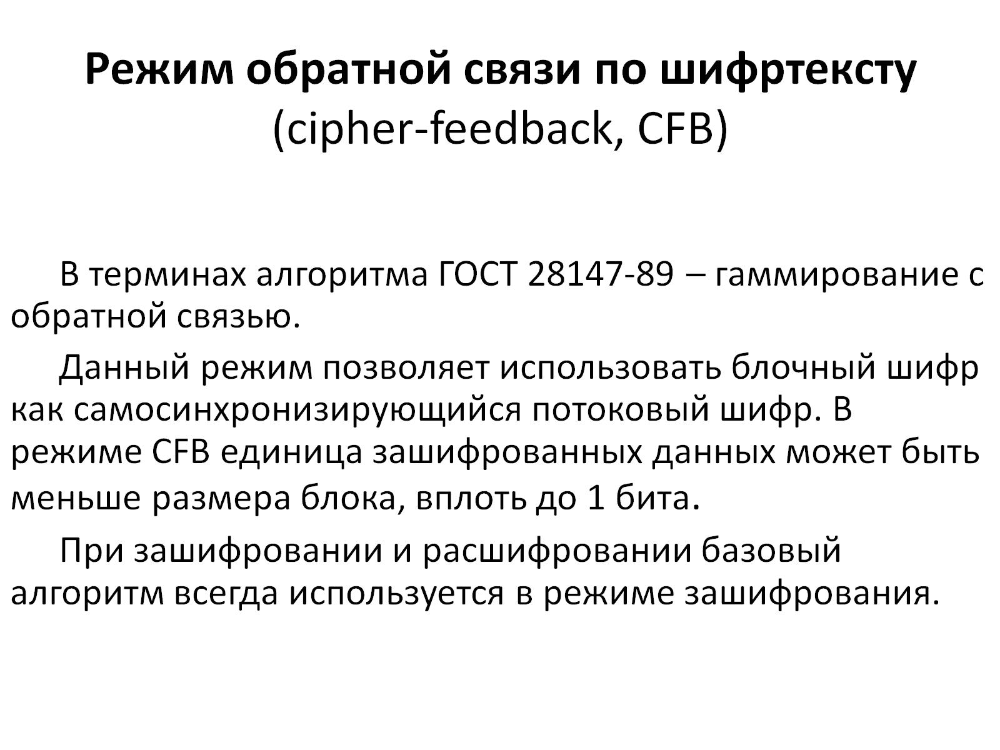 Режим обратной связи по шифртексту
(cipher-feedback, CFB)
В терминах алгоритма ГОСТ 28147-89 – гаммирование с
обратной связью.
Данный режим позволяет использовать блочный шифр
как самосинхронизирующийся потоковый шифр. В
режиме CFB единица зашифрованных данных может быть
меньше размера блока, вплоть до 1 бита.
При зашифровании и расшифровании базовый
алгоритм всегда используется в режиме зашифрования.